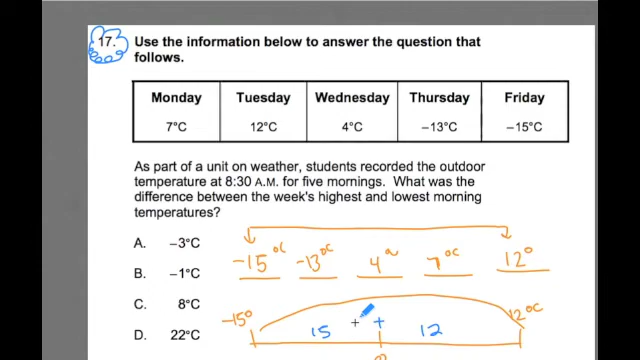 17. Use the information below to answer the question that
follows.
Monday Tuesday Wednesday Thursday Friday
7°C 12°C 4°C −13°C −15°C
As part of a unit on weather, students recorded the outdoor
temperature at 8:30 A.M. for five mornings. What was the
difference between the week's highest and lowest morning
temperatures?
A. −3°C
B. −1°C
C. 8°C
D. 22°C
-15°C -13°C 4°C 7°C 12°
-15° 12°C
15 + 12